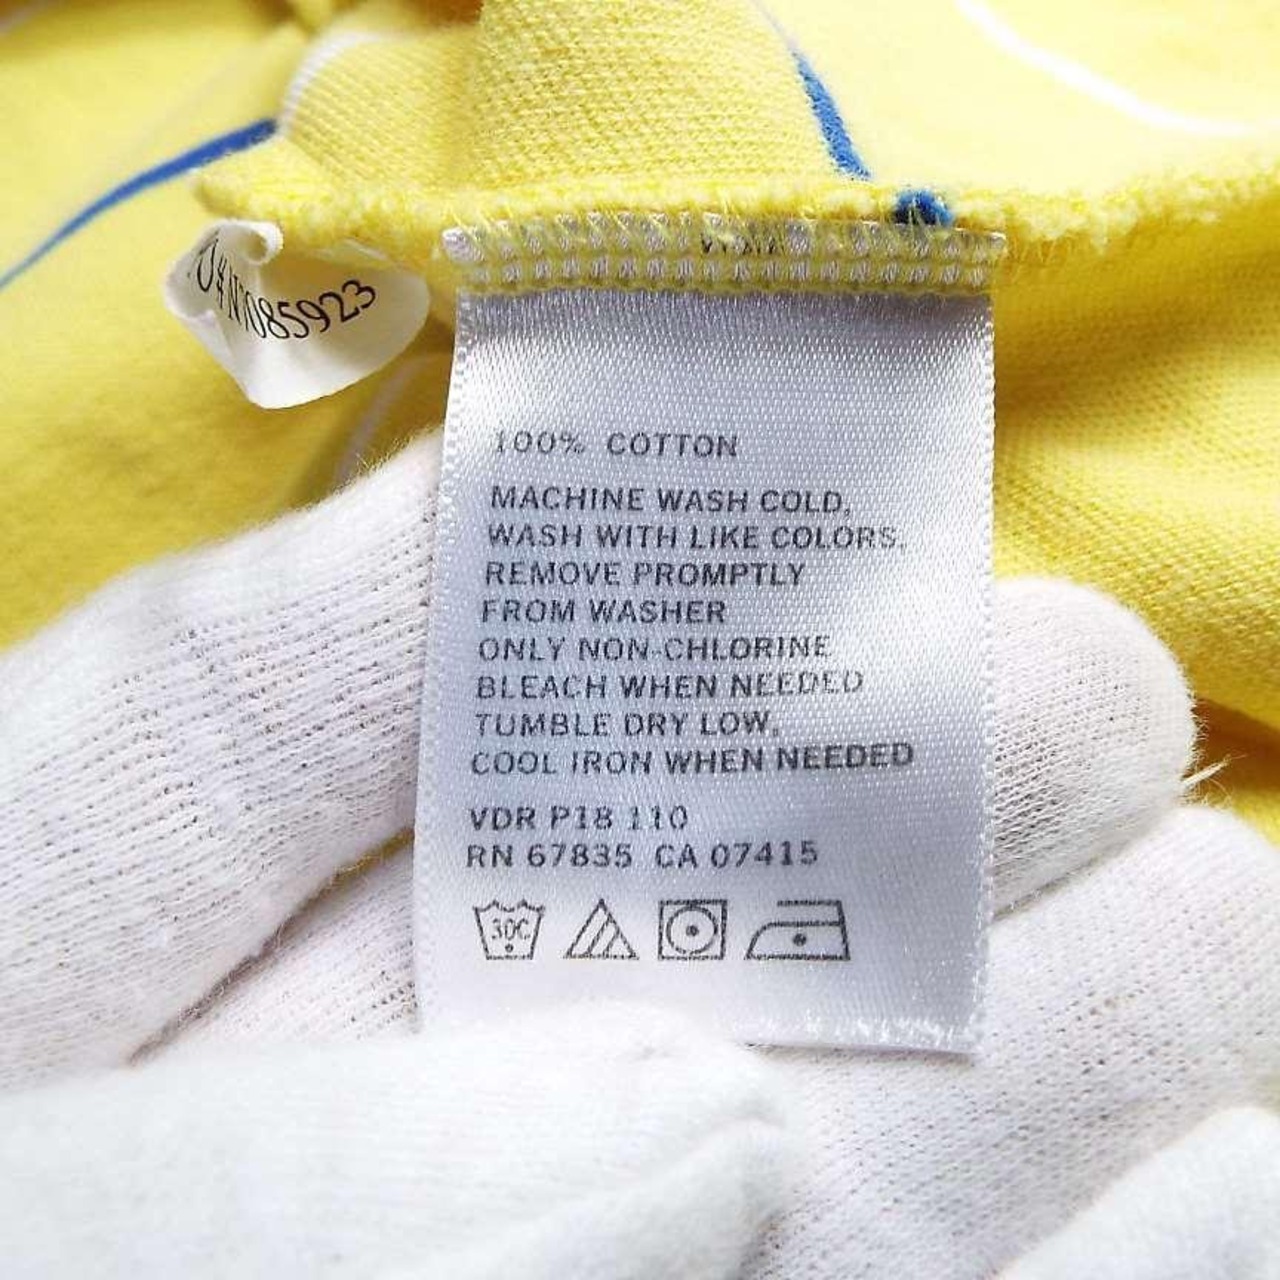 100% COTTON
MACHINE WASH COLD,
WASH WITH LIKE COLORS,
REMOVE PROMPTLY
FROM WASHER
ONLY NON-CHLORINE
BLEACH WHEN NEEDED
TUMBLE DRY LOW,
COOL IRON WHEN NEEDED
VDR P18 110
RN 67835 CA 07415
30C